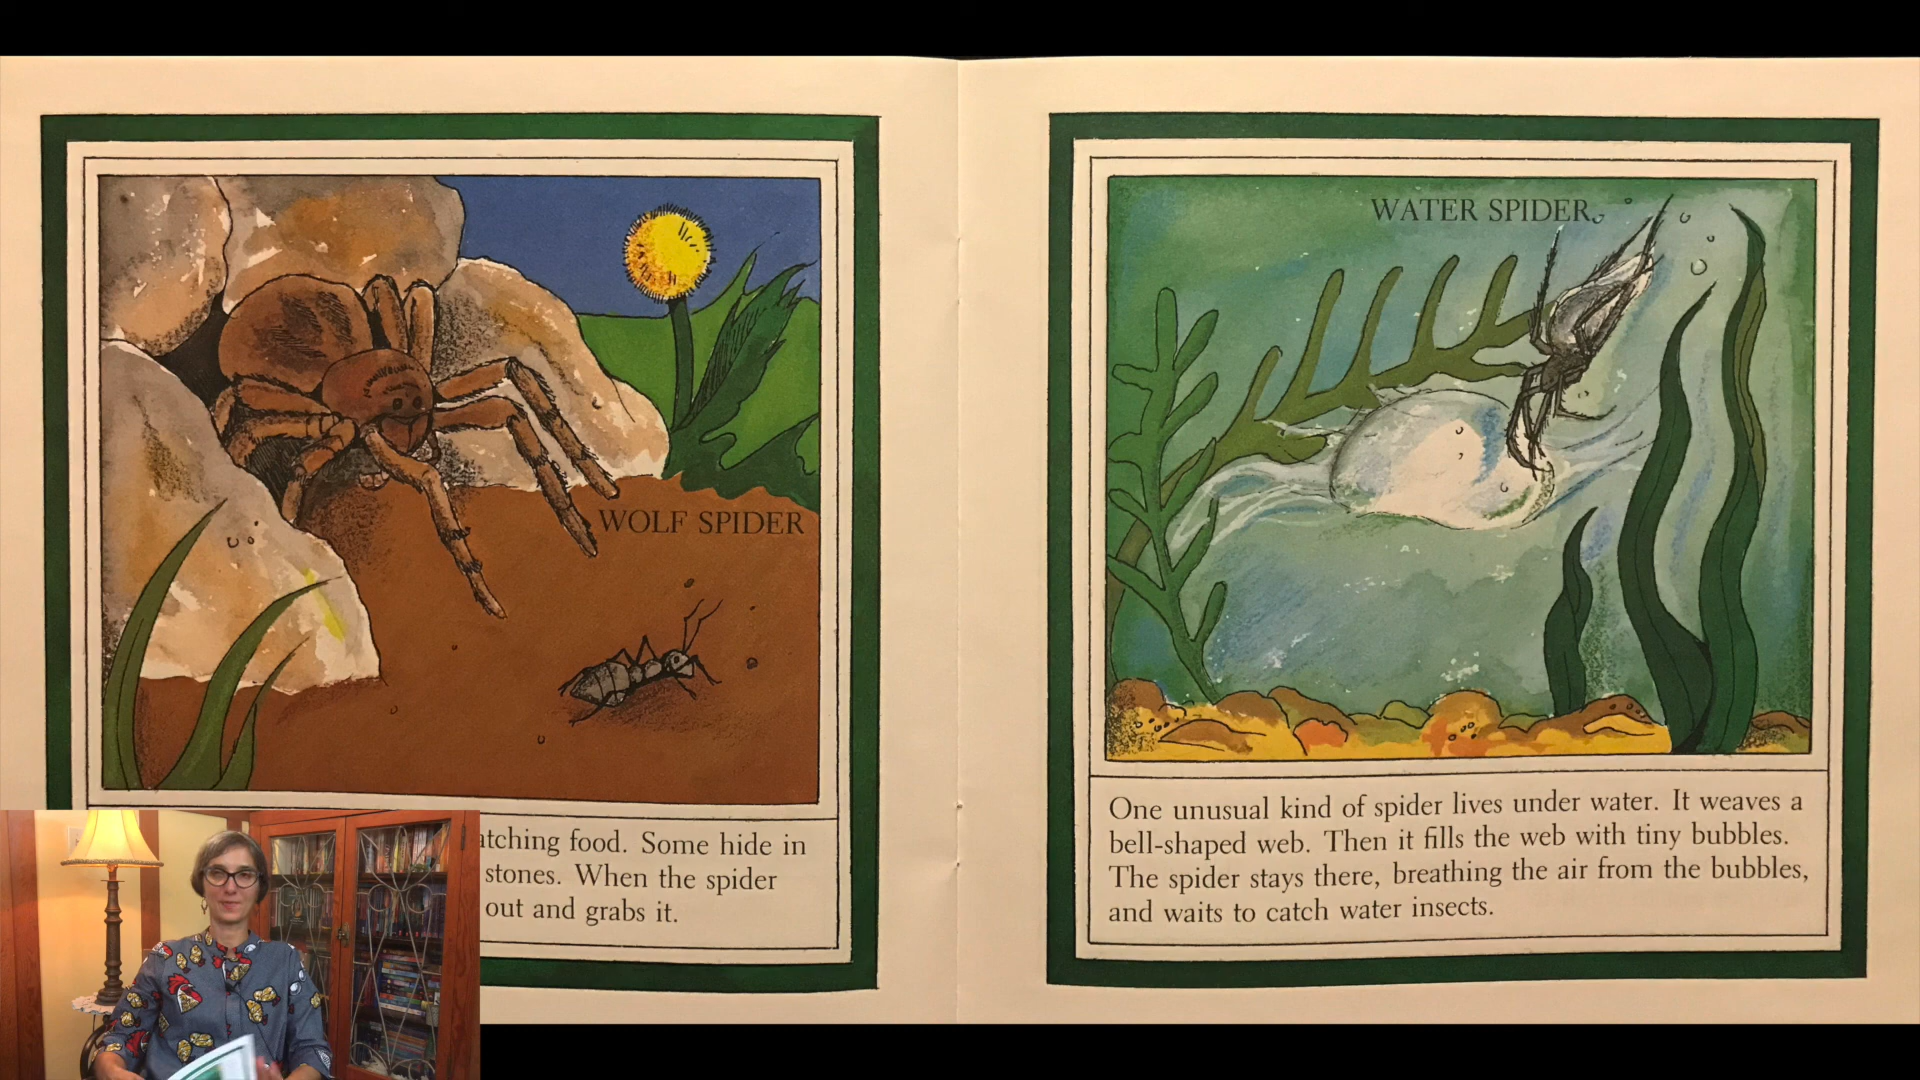 WOLF SPIDER
atching food. Some hide in
stones. When the spider
out and grabs it.
WATER SPIDER
One unusual kind of spider lives under water. It weaves a
bell-shaped web. Then it fills the web with tiny bubbles.
The spider stays there, breathing the air from the bubbles,
and waits to catch water insects.